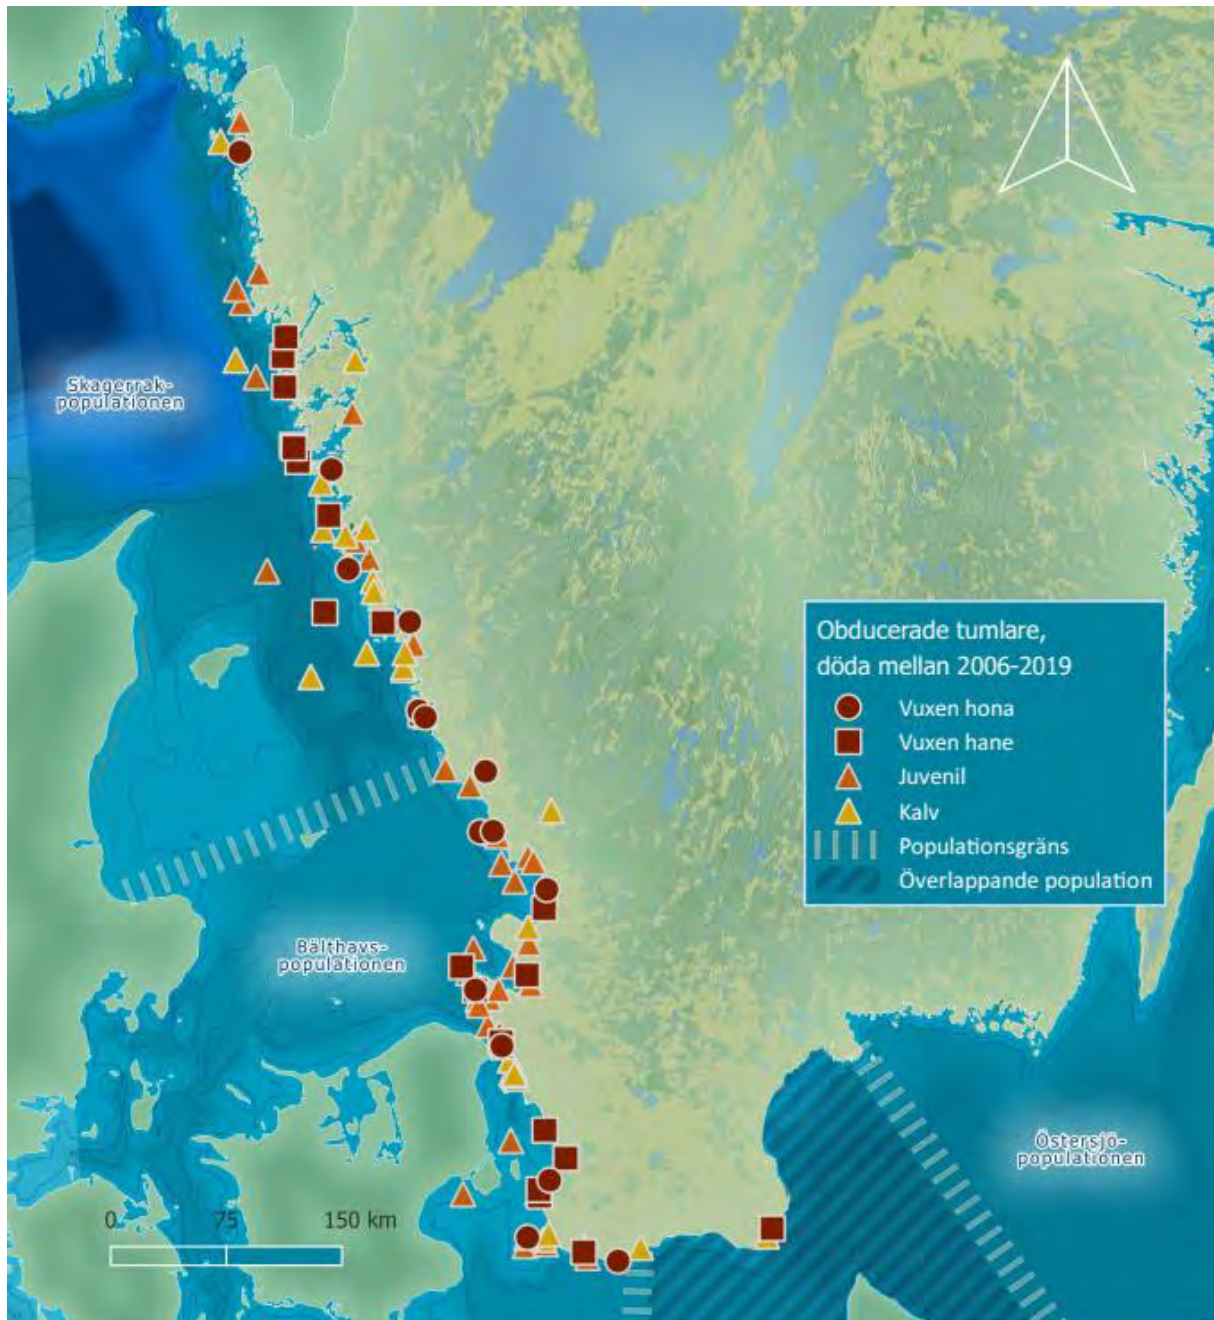 Skagerrak-
populationen
Obducerade tumlare,
döda mellan 2006-2019
Vuxen hona
Vuxen hane
Juvenil
Kalv
Populationsgräns
Överlappande population
Bälthavs-
populationen
Östersjö-
populationen
0 75 150 km